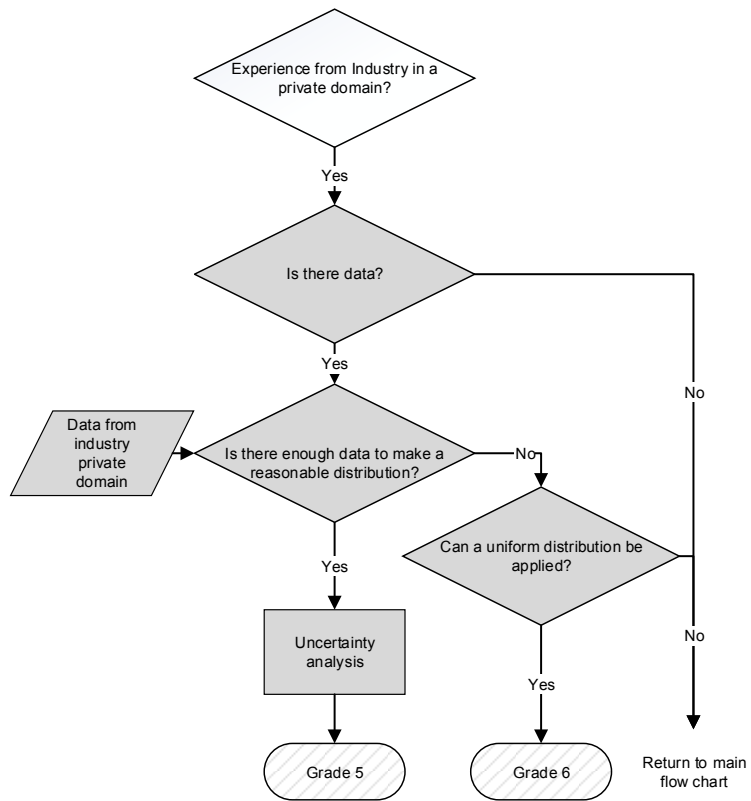 Experience from Industry in a
private domain?
Yes
Is there data?
Yes
No
Data from
industry
private
domain
Is there enough data to make a
reasonable distribution?
No
Can a uniform distribution be
applied?
Yes
No
Uncertainty
analysis
Yes
Grade 5
Grade 6
Return to main
flow chart